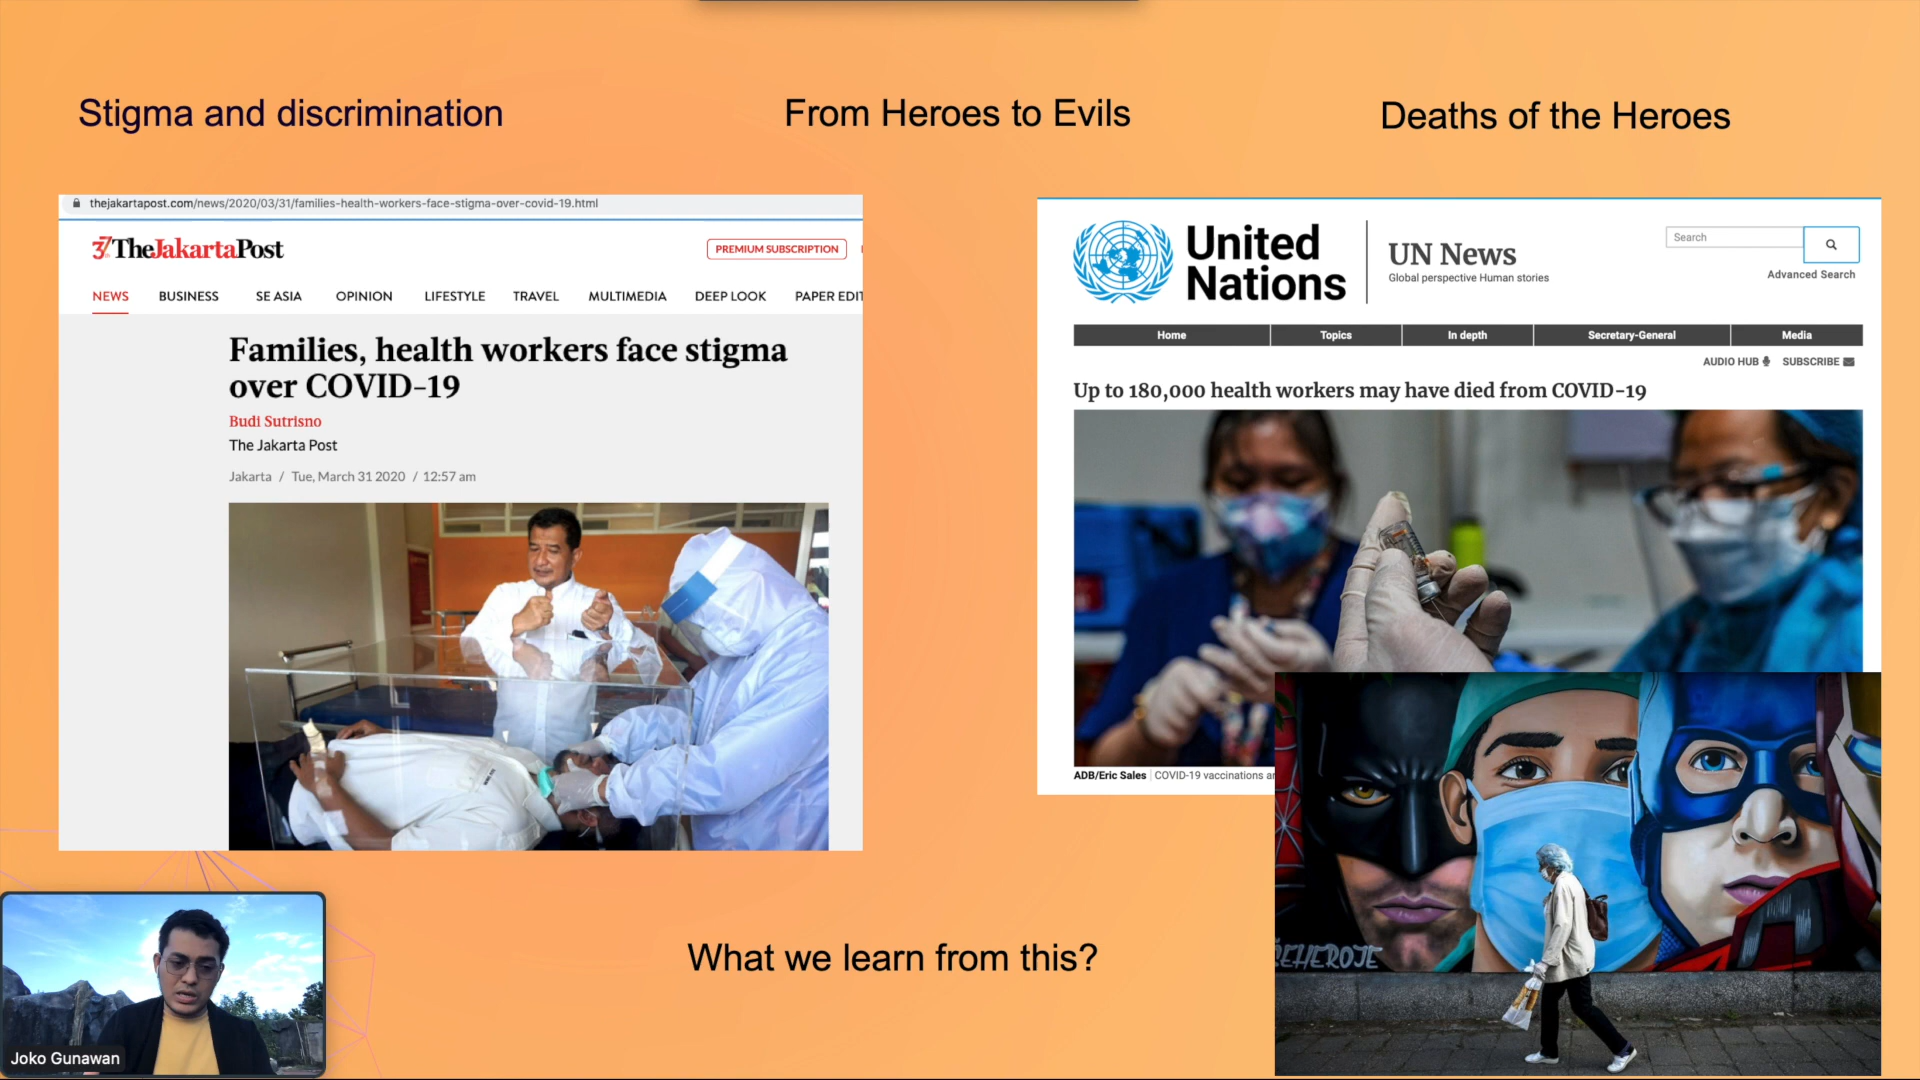 Stigma and discrimination
From Heroes to Evils
Deaths of the Heroes
thejakartapost.com/news/2020/03/31/families-health-workers-face-stigma-over-covid-19.html
37 TheJakartaPost
PREMIUM SUBSCRIPTION
NEWS BUSINESS SE ASIA OPINION LIFESTYLE TRAVEL MULTIMEDIA DEEP LOOK PAPER EDIT
Families, health workers face stigma
over COVID-19
Budi Sutrisno
The Jakarta Post
Jakarta / Tue, March 31 2020 / 12:57 am
United
Nations
UN News
Global perspective Human stories
Search
Advanced Search
Home Topics In depth Secretary-General Media
AUDIO HUB SUBSCRIBE
Up to 180,000 health workers may have died from COVID-19
ADB/Eric Sales COVID-19 vaccinations
EHEROJE
What we learn from this?
Joko Gunawan